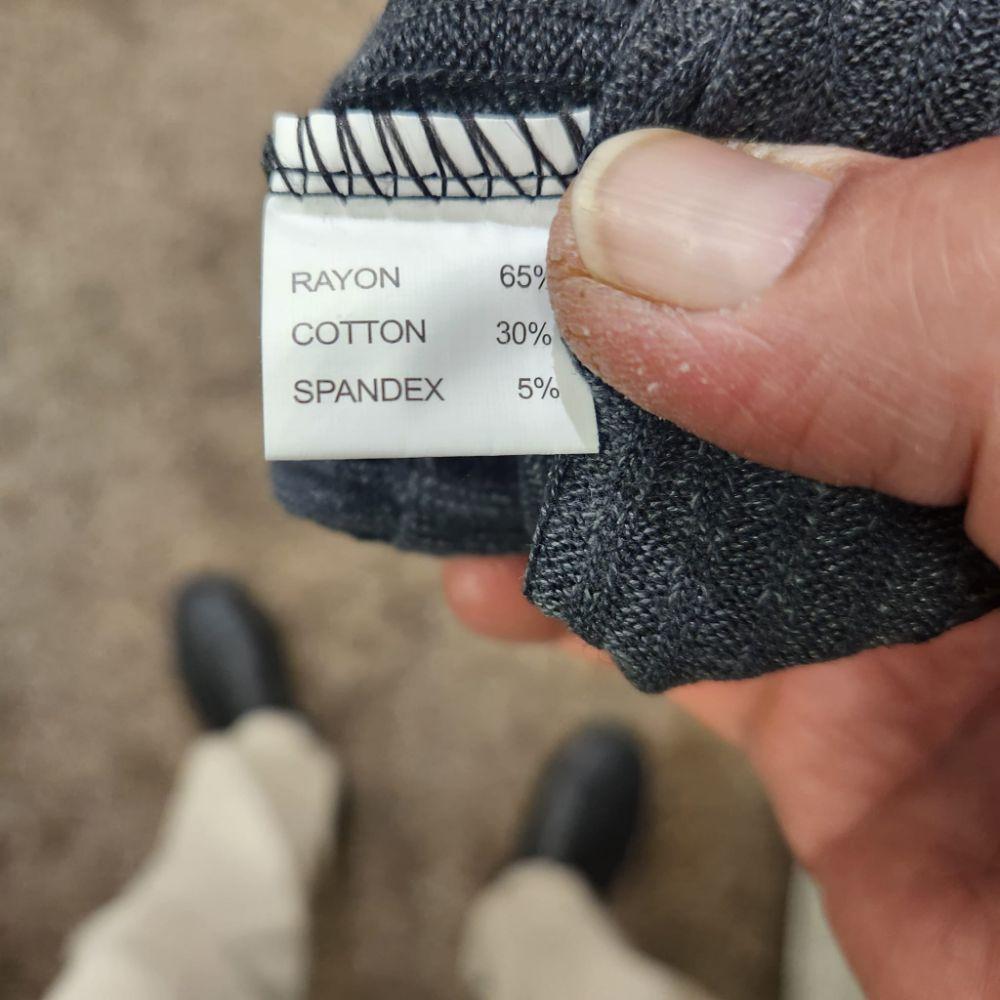 RAYON 65%
COTTON 30%
SPANDEX 5%